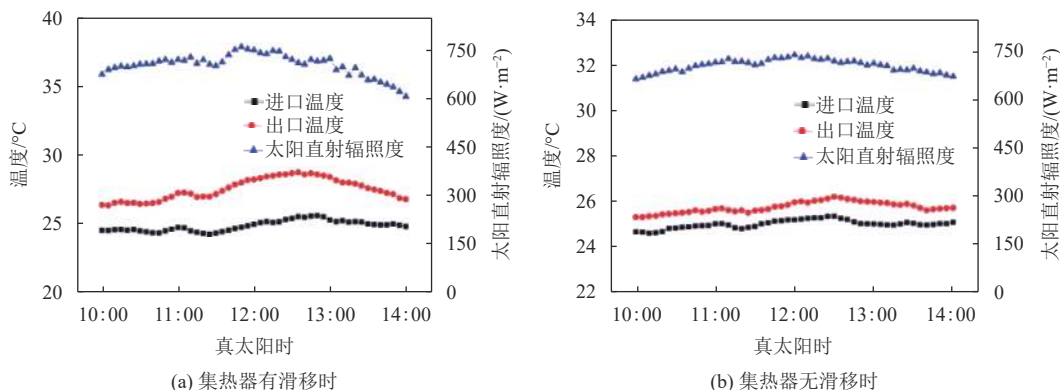 40
35
30
25
20
温度/°C
750
600
450
300
150
0
太阳直射辐照度/(W·m⁻²)
进口温度
出口温度
太阳直射辐照度
10:00 11:00 12:00 13:00 14:00
真太阳时
(a) 集热器有滑移时
34
32
30
28
26
24
22
温度/°C
750
600
450
300
150
0
太阳直射辐照度/(W·m⁻²)
进口温度
出口温度
太阳直射辐照度
10:00 11:00 12:00 13:00 14:00
真太阳时
(b) 集热器无滑移时